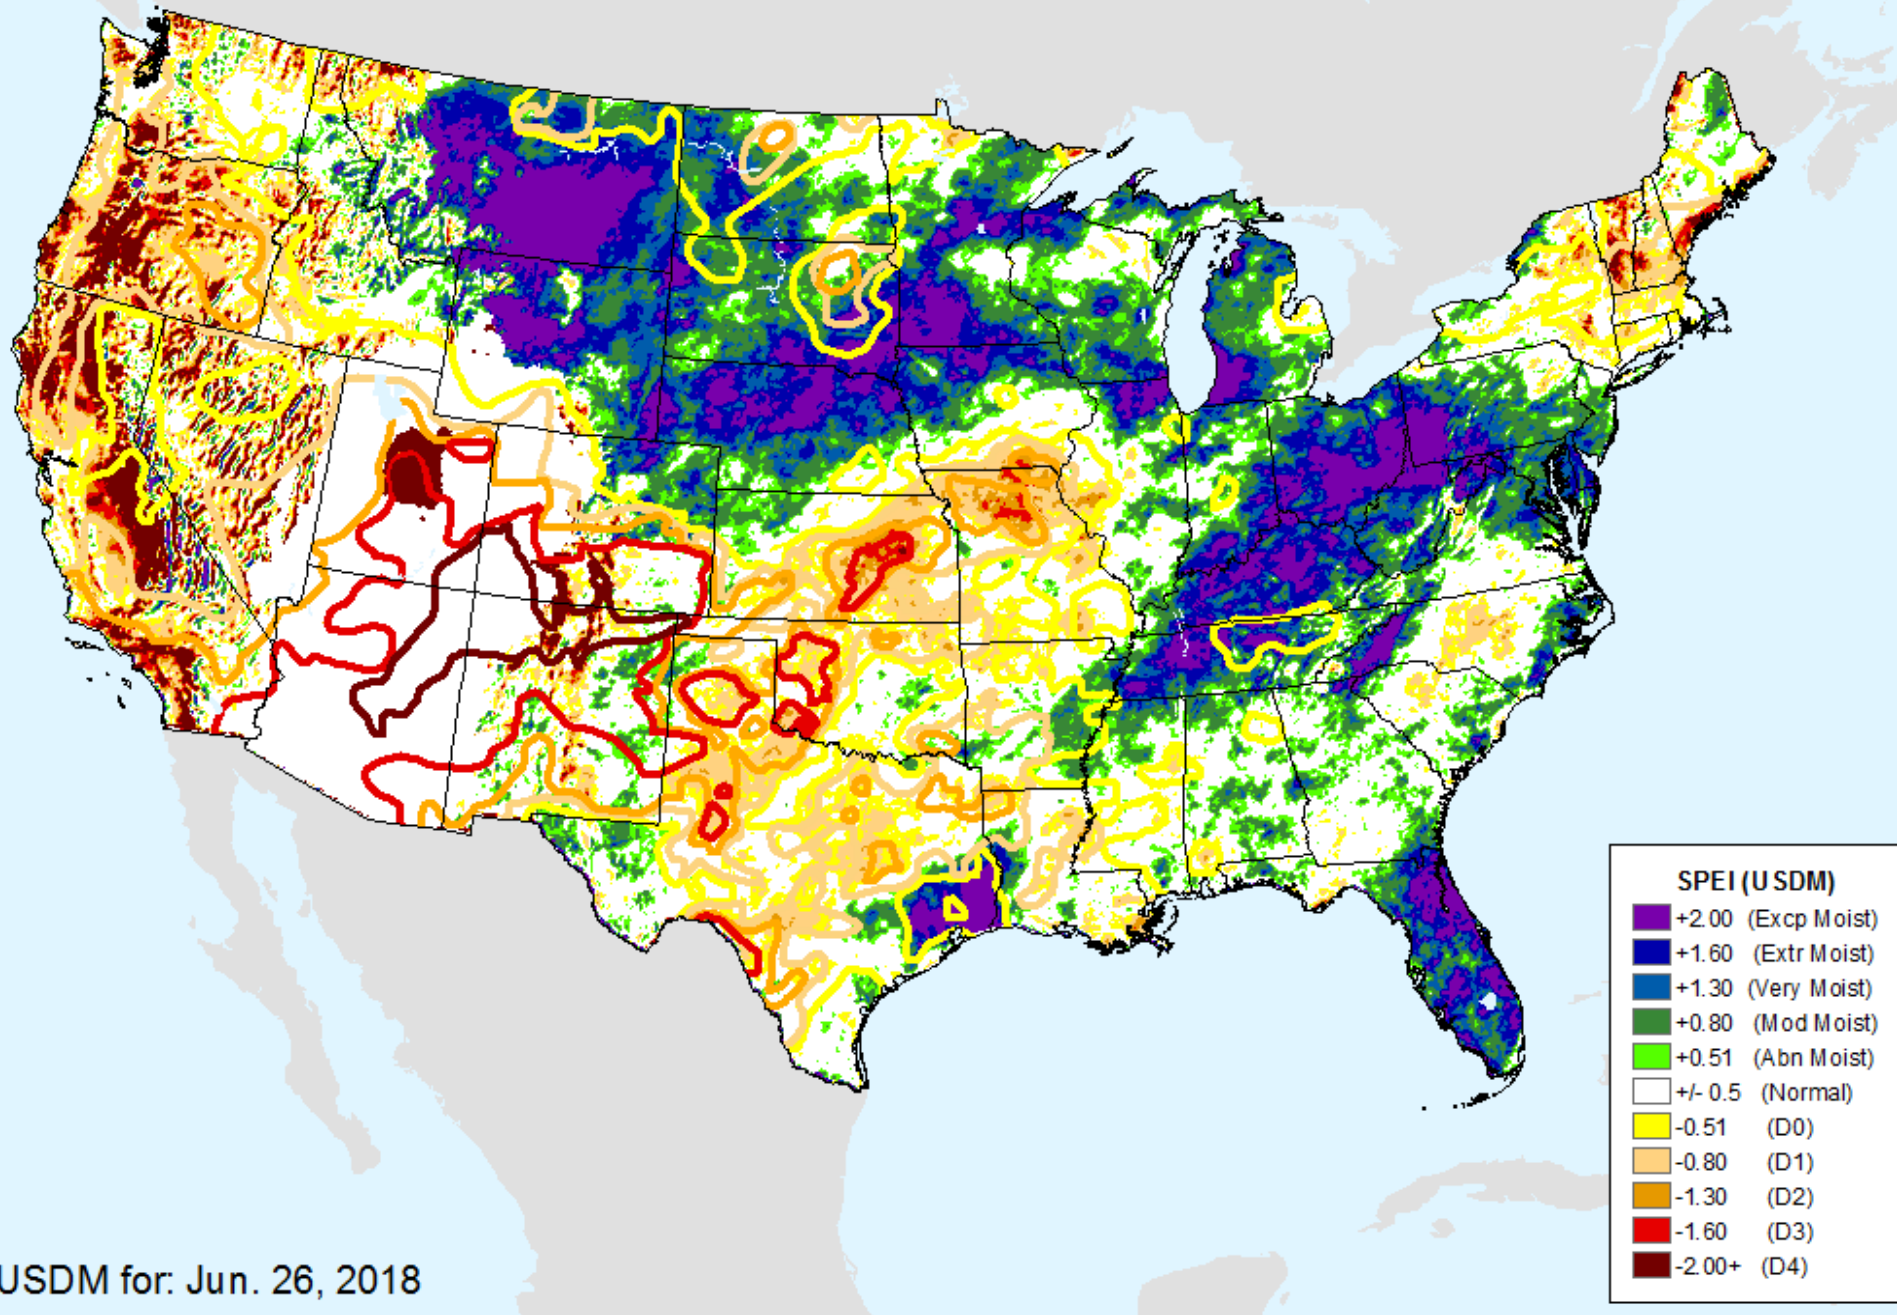 SPEI (USDM)
+2.00 (Excp Moist)
+1.60 (Extr Moist)
+1.30 (Very Moist)
+0.80 (Mod Moist)
+0.51 (Abn Moist)
+/- 0.5 (Normal)
-0.51 (D0)
-0.80 (D1)
-1.30 (D2)
-1.60 (D3)
-2.00+ (D4)
USDM for: Jun. 26, 2018